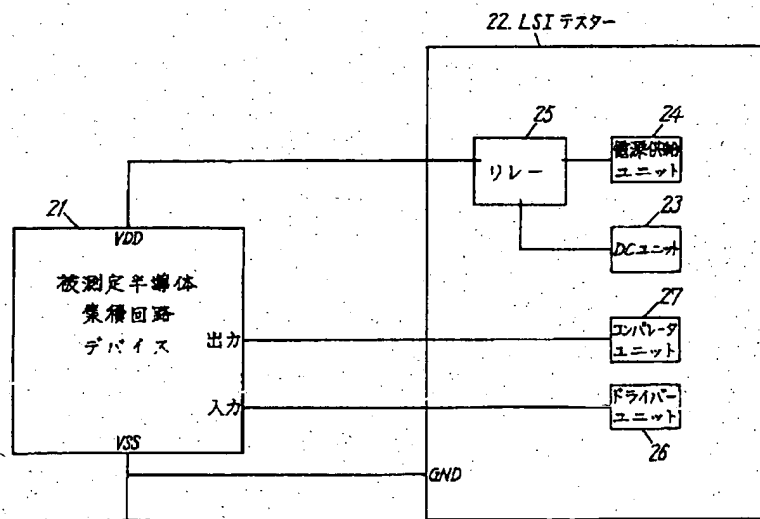 22. LSI テスター
25
24
リレー
電源供給
ユニット
21
VDD
23
DCユニット
被測定半導体
集積回路
デバイス
出力
27
コンパレータ
ユニット
入力
ドライバー
ユニット
26
VSS
GND